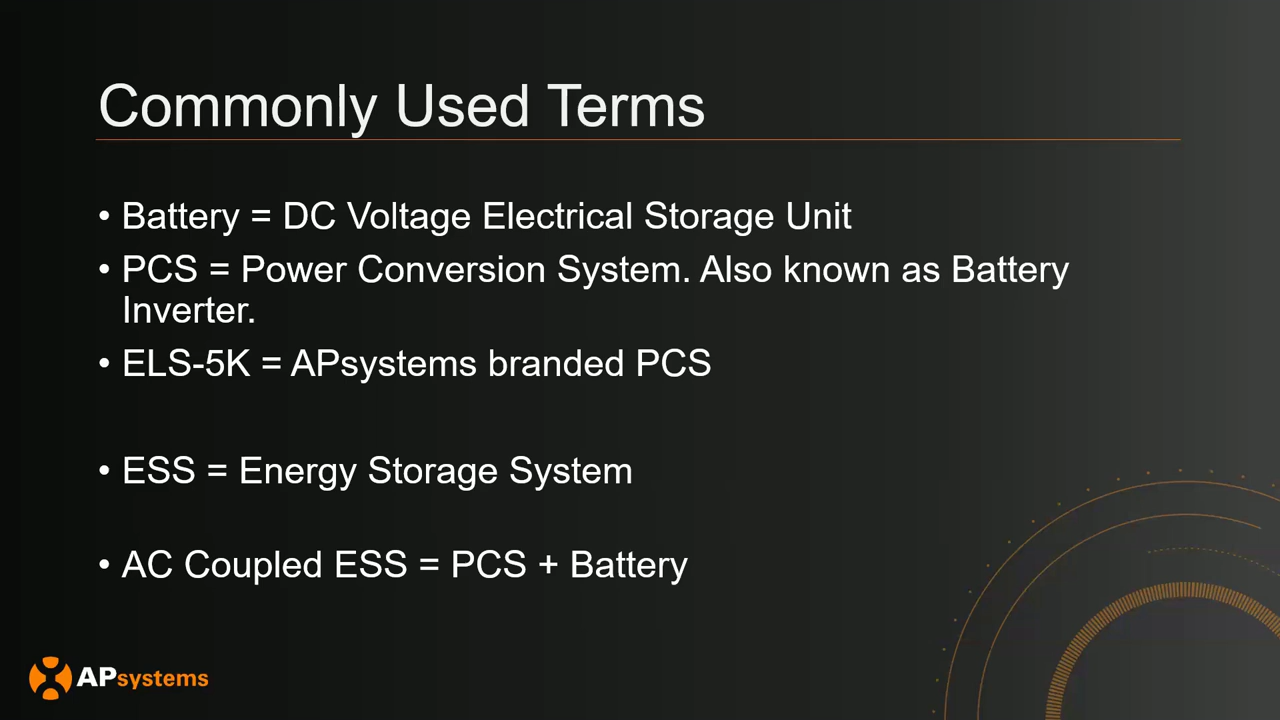 Commonly Used Terms
• Battery = DC Voltage Electrical Storage Unit
• PCS = Power Conversion System. Also known as Battery
Inverter.
• ELS-5K = APsystems branded PCS
• ESS = Energy Storage System
• AC Coupled ESS = PCS + Battery
APsystems